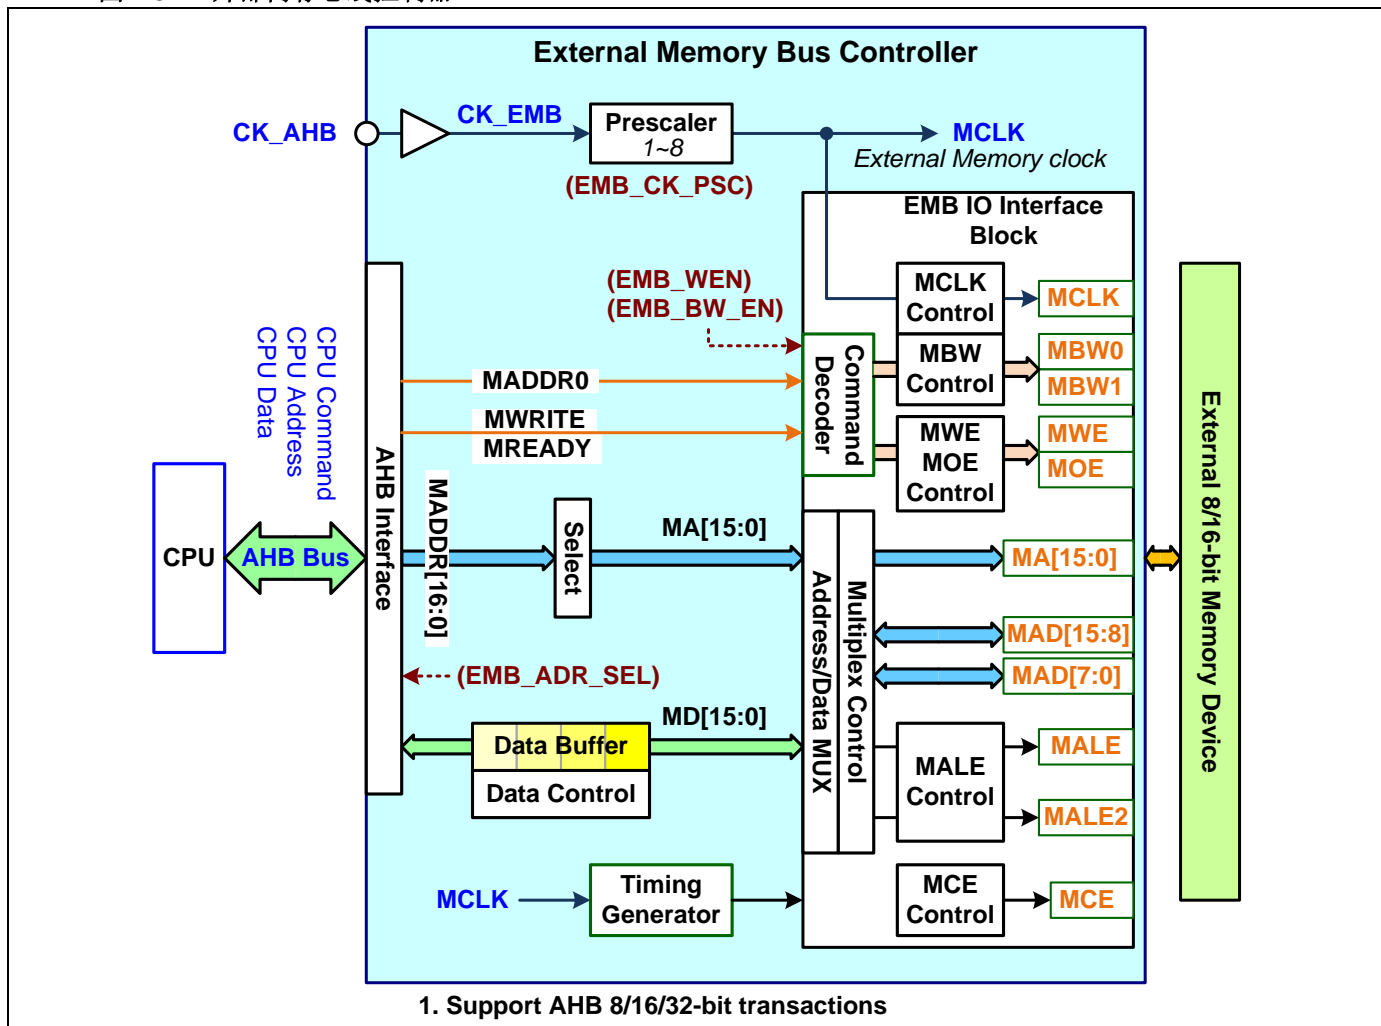 External Memory Bus Controller
CK_AHB
CK_EMB
Prescaler
1~8
(EMB_CK_PSC)
MCLK
External Memory clock
EMB IO Interface
Block
(EMB_WEN)
(EMB_BW_EN)
MCLK
Control
MCLK
Command
Decoder
MBW
Control
MBW0
MBW1
MADDR0
MWRITE
MREADY
MWE
MOE
Control
MWE
MOE
CPU Command
CPU Address
CPU Data
CPU
AHB Bus
AHB Interface
MADDR[16:0]
Select
MA[15:0]
Address/Data MUX
Multiplex Control
MA[15:0]
MAD[15:8]
MAD[7:0]
(EMB_ADR_SEL)
MD[15:0]
Data Buffer
Data Control
MALE
Control
MALE
MALE2
MCLK
Timing
Generator
MCE
Control
MCE
External 8/16-bit Memory Device
1. Support AHB 8/16/32-bit transactions